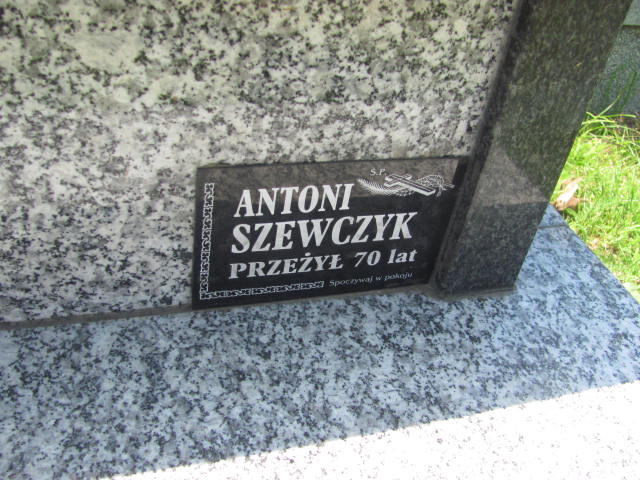 Ś.P.
ANTONI
SZEWCZYK
PRZEŻYŁ 70 lat
Spoczywaj w pokoju